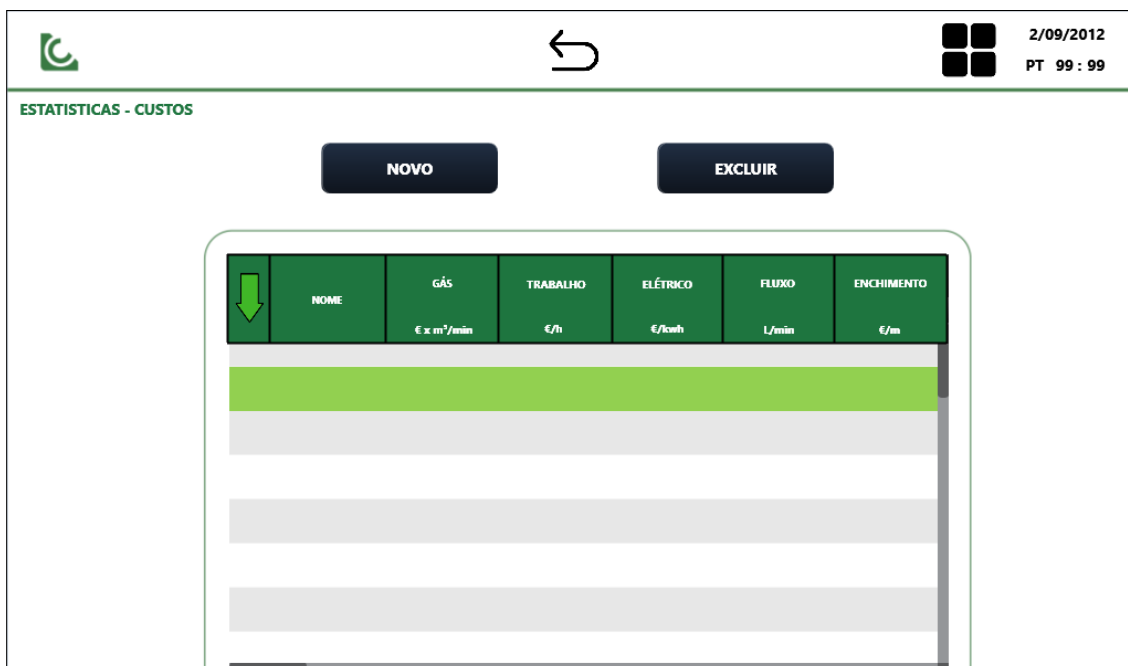 2/09/2012
PT 99 : 99
ESTATISTICAS - CUSTOS
NOVO EXCLUIR
NOME GÁS TRABALHO ELÉTRICO FLUXO ENCHIMENTO
€ x m³/min €/h €/kwh L/min €/m